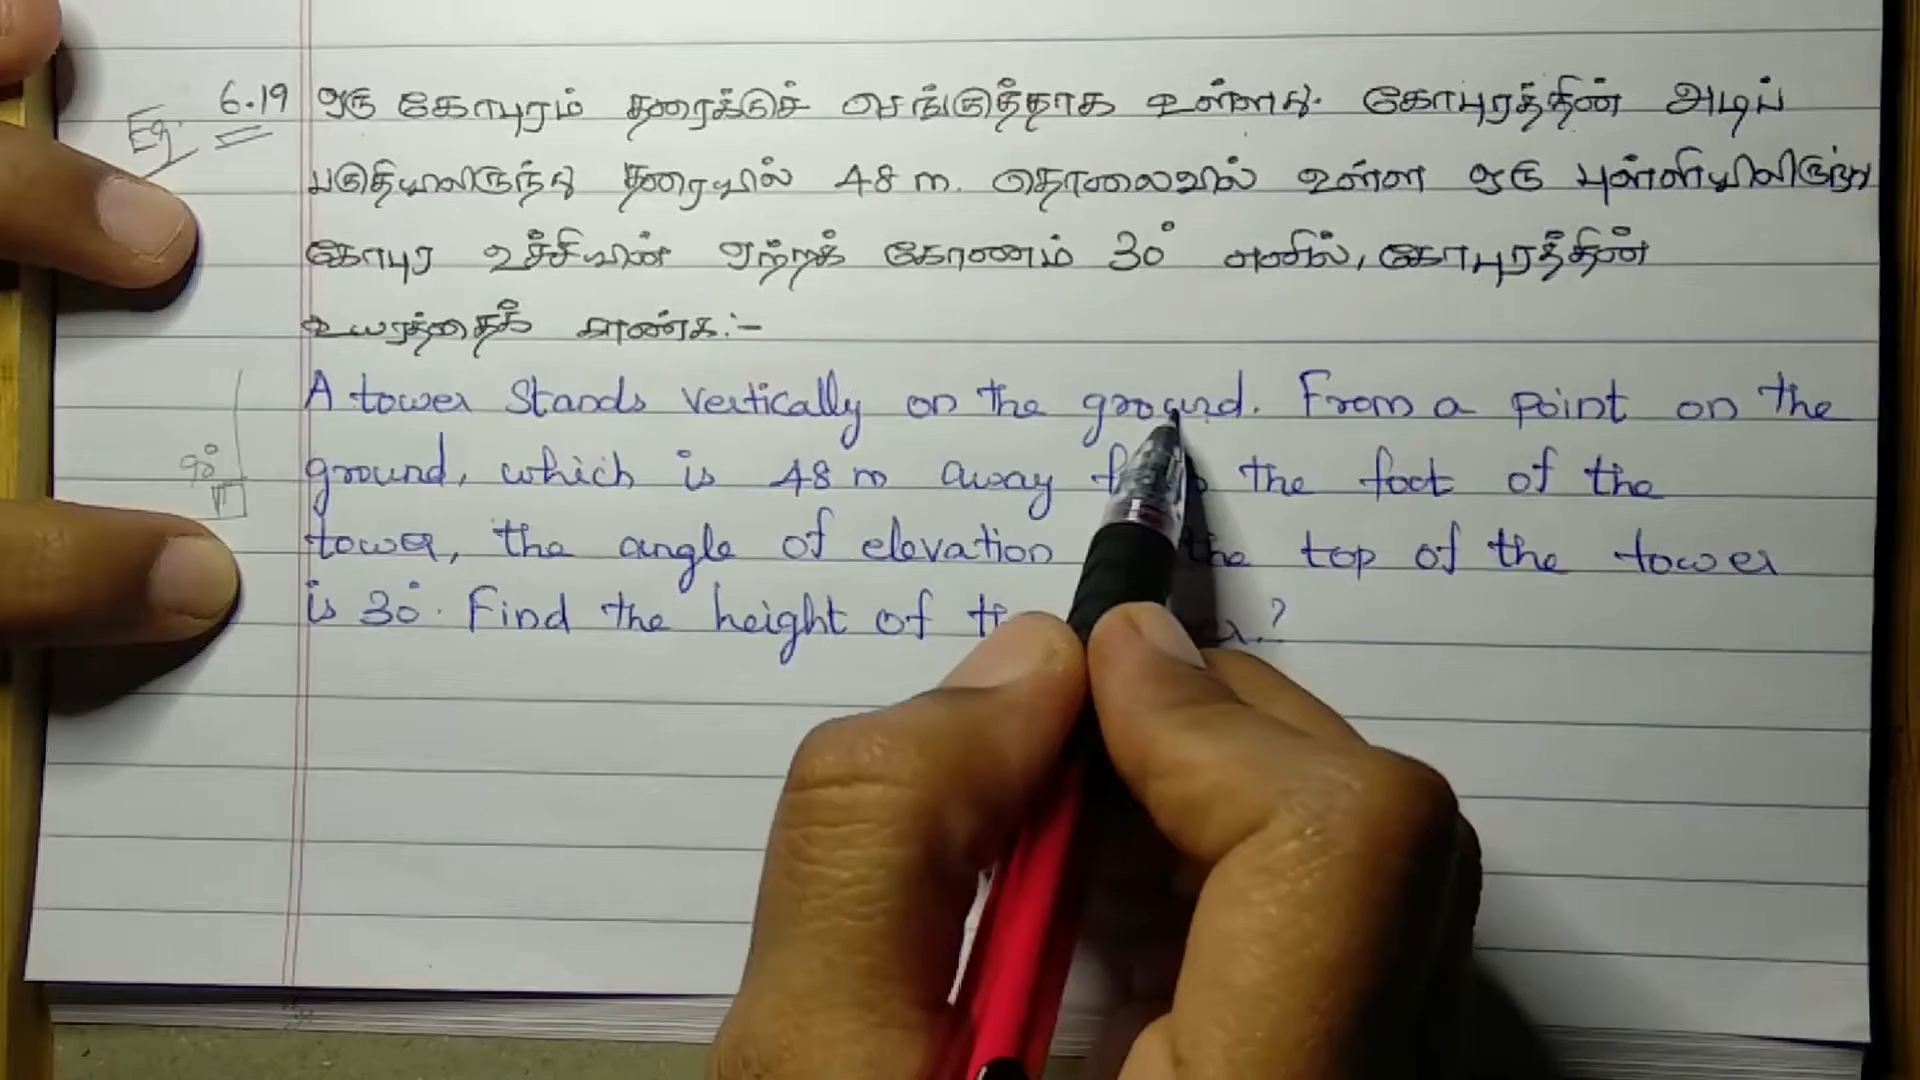 Eg. 6.19 ஒரு கோபுரம் தரைக்குச் செங்குத்தாக உள்ளது. கோபுரத்தின் அடிப்
பகுதியிலிருந்து தரையில் 48 m. தொலைவில் உள்ள ஒரு புள்ளியிலிருந்து
கோபுர உச்சியின் ஏற்றக் கோணம் 30° எனில், கோபுரத்தின்
உயரத்தைக் காண்க:-
A tower Stands vertically on the ground. From a point on the
90° ground, which is 48 m away the foot of the
tower, the angle of elevation the top of the tower
is 30°. Find the height of